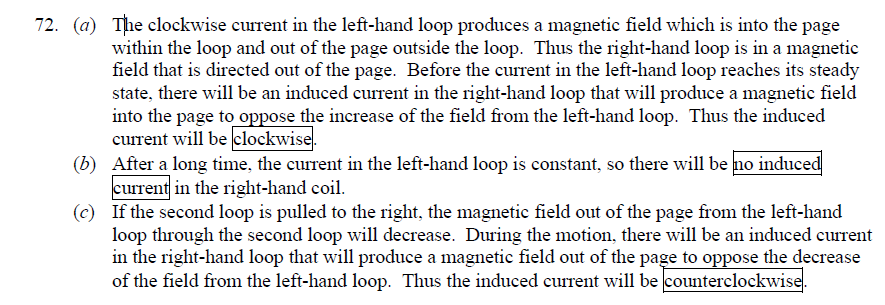 72. (a) The clockwise current in the left-hand loop produces a magnetic field which is into the page
within the loop and out of the page outside the loop. Thus the right-hand loop is in a magnetic
field that is directed out of the page. Before the current in the left-hand loop reaches its steady
state, there will be an induced current in the right-hand loop that will produce a magnetic field
into the page to oppose the increase of the field from the left-hand loop. Thus the induced
current will be clockwise.
(b) After a long time, the current in the left-hand loop is constant, so there will be no induced
current in the right-hand coil.
(c) If the second loop is pulled to the right, the magnetic field out of the page from the left-hand
loop through the second loop will decrease. During the motion, there will be an induced current
in the right-hand loop that will produce a magnetic field out of the page to oppose the decrease
of the field from the left-hand loop. Thus the induced current will be counterclockwise.